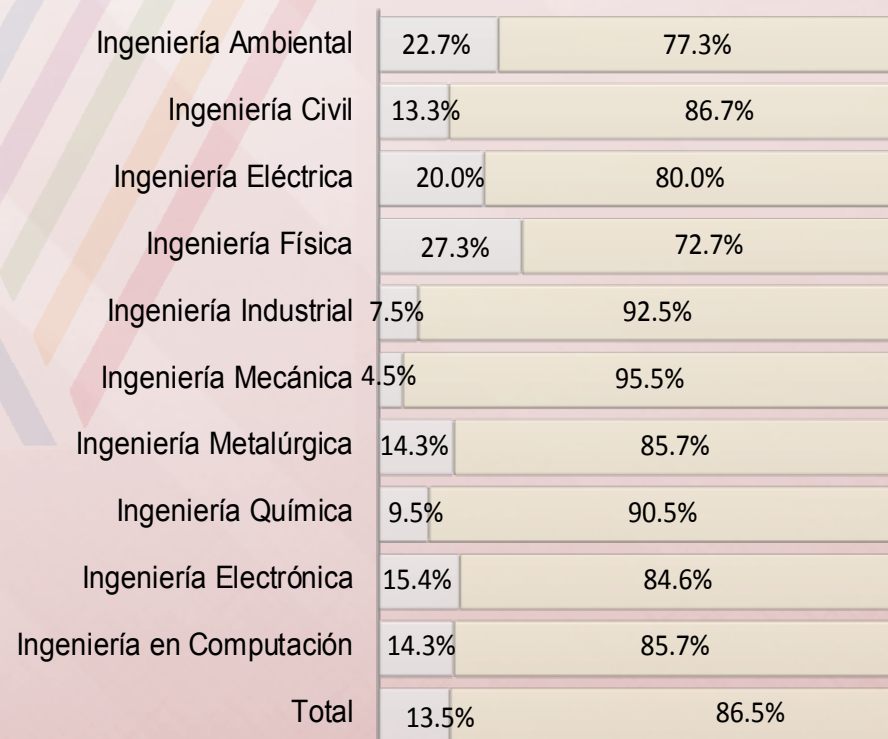 Ingeniería Ambental 22.7% 77.3%
Ingeniería Civil 13.3% 86.7%
Ingeniería Eléctrica 20.0% 80.0%
Ingeniería Física 27.3% 72.7%
Ingeniería Industrial 7.5% 92.5%
Ingeniería Mecánica 4.5% 95.5%
Ingeniería Metalúrgica 14.3% 85.7%
Ingeniería Química 9.5% 90.5%
Ingeniería Electrónica 15.4% 84.6%
Ingeniería en Computación 14.3% 85.7%
Total 13.5% 86.5%